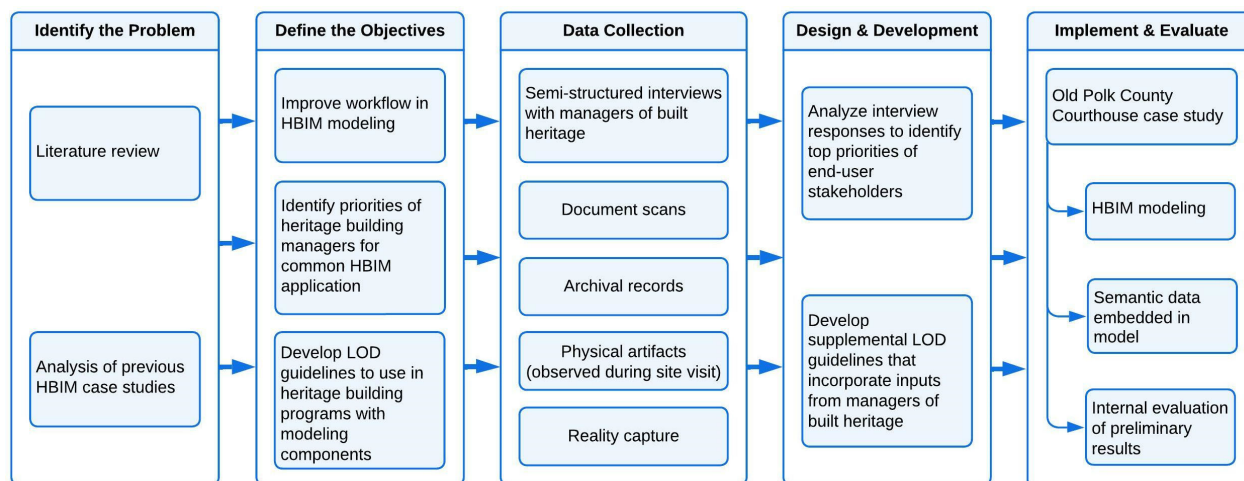 Identify the Problem
Literature review
Analysis of previous
HBIM case studies
Define the Objectives
Improve workflow in
HBIM modeling
Identify priorities of
heritage building
managers for
common HBIM
application
Develop LOD
guidelines to use in
heritage building
programs with
modeling
components
Data Collection
Semi-structured interviews
with managers of built
heritage
Document scans
Archival records
Physical artifacts
(observed during site visit)
Reality capture
Design & Development
Analyze interview
responses to identify
top priorities of
end-user
stakeholders
Develop
supplemental LOD
guidelines that
incorporate inputs
from managers of
built heritage
Implement & Evaluate
Old Polk County
Courthouse case study
HBIM modeling
Semantic data
embedded in
model
Internal evaluation
of preliminary
results